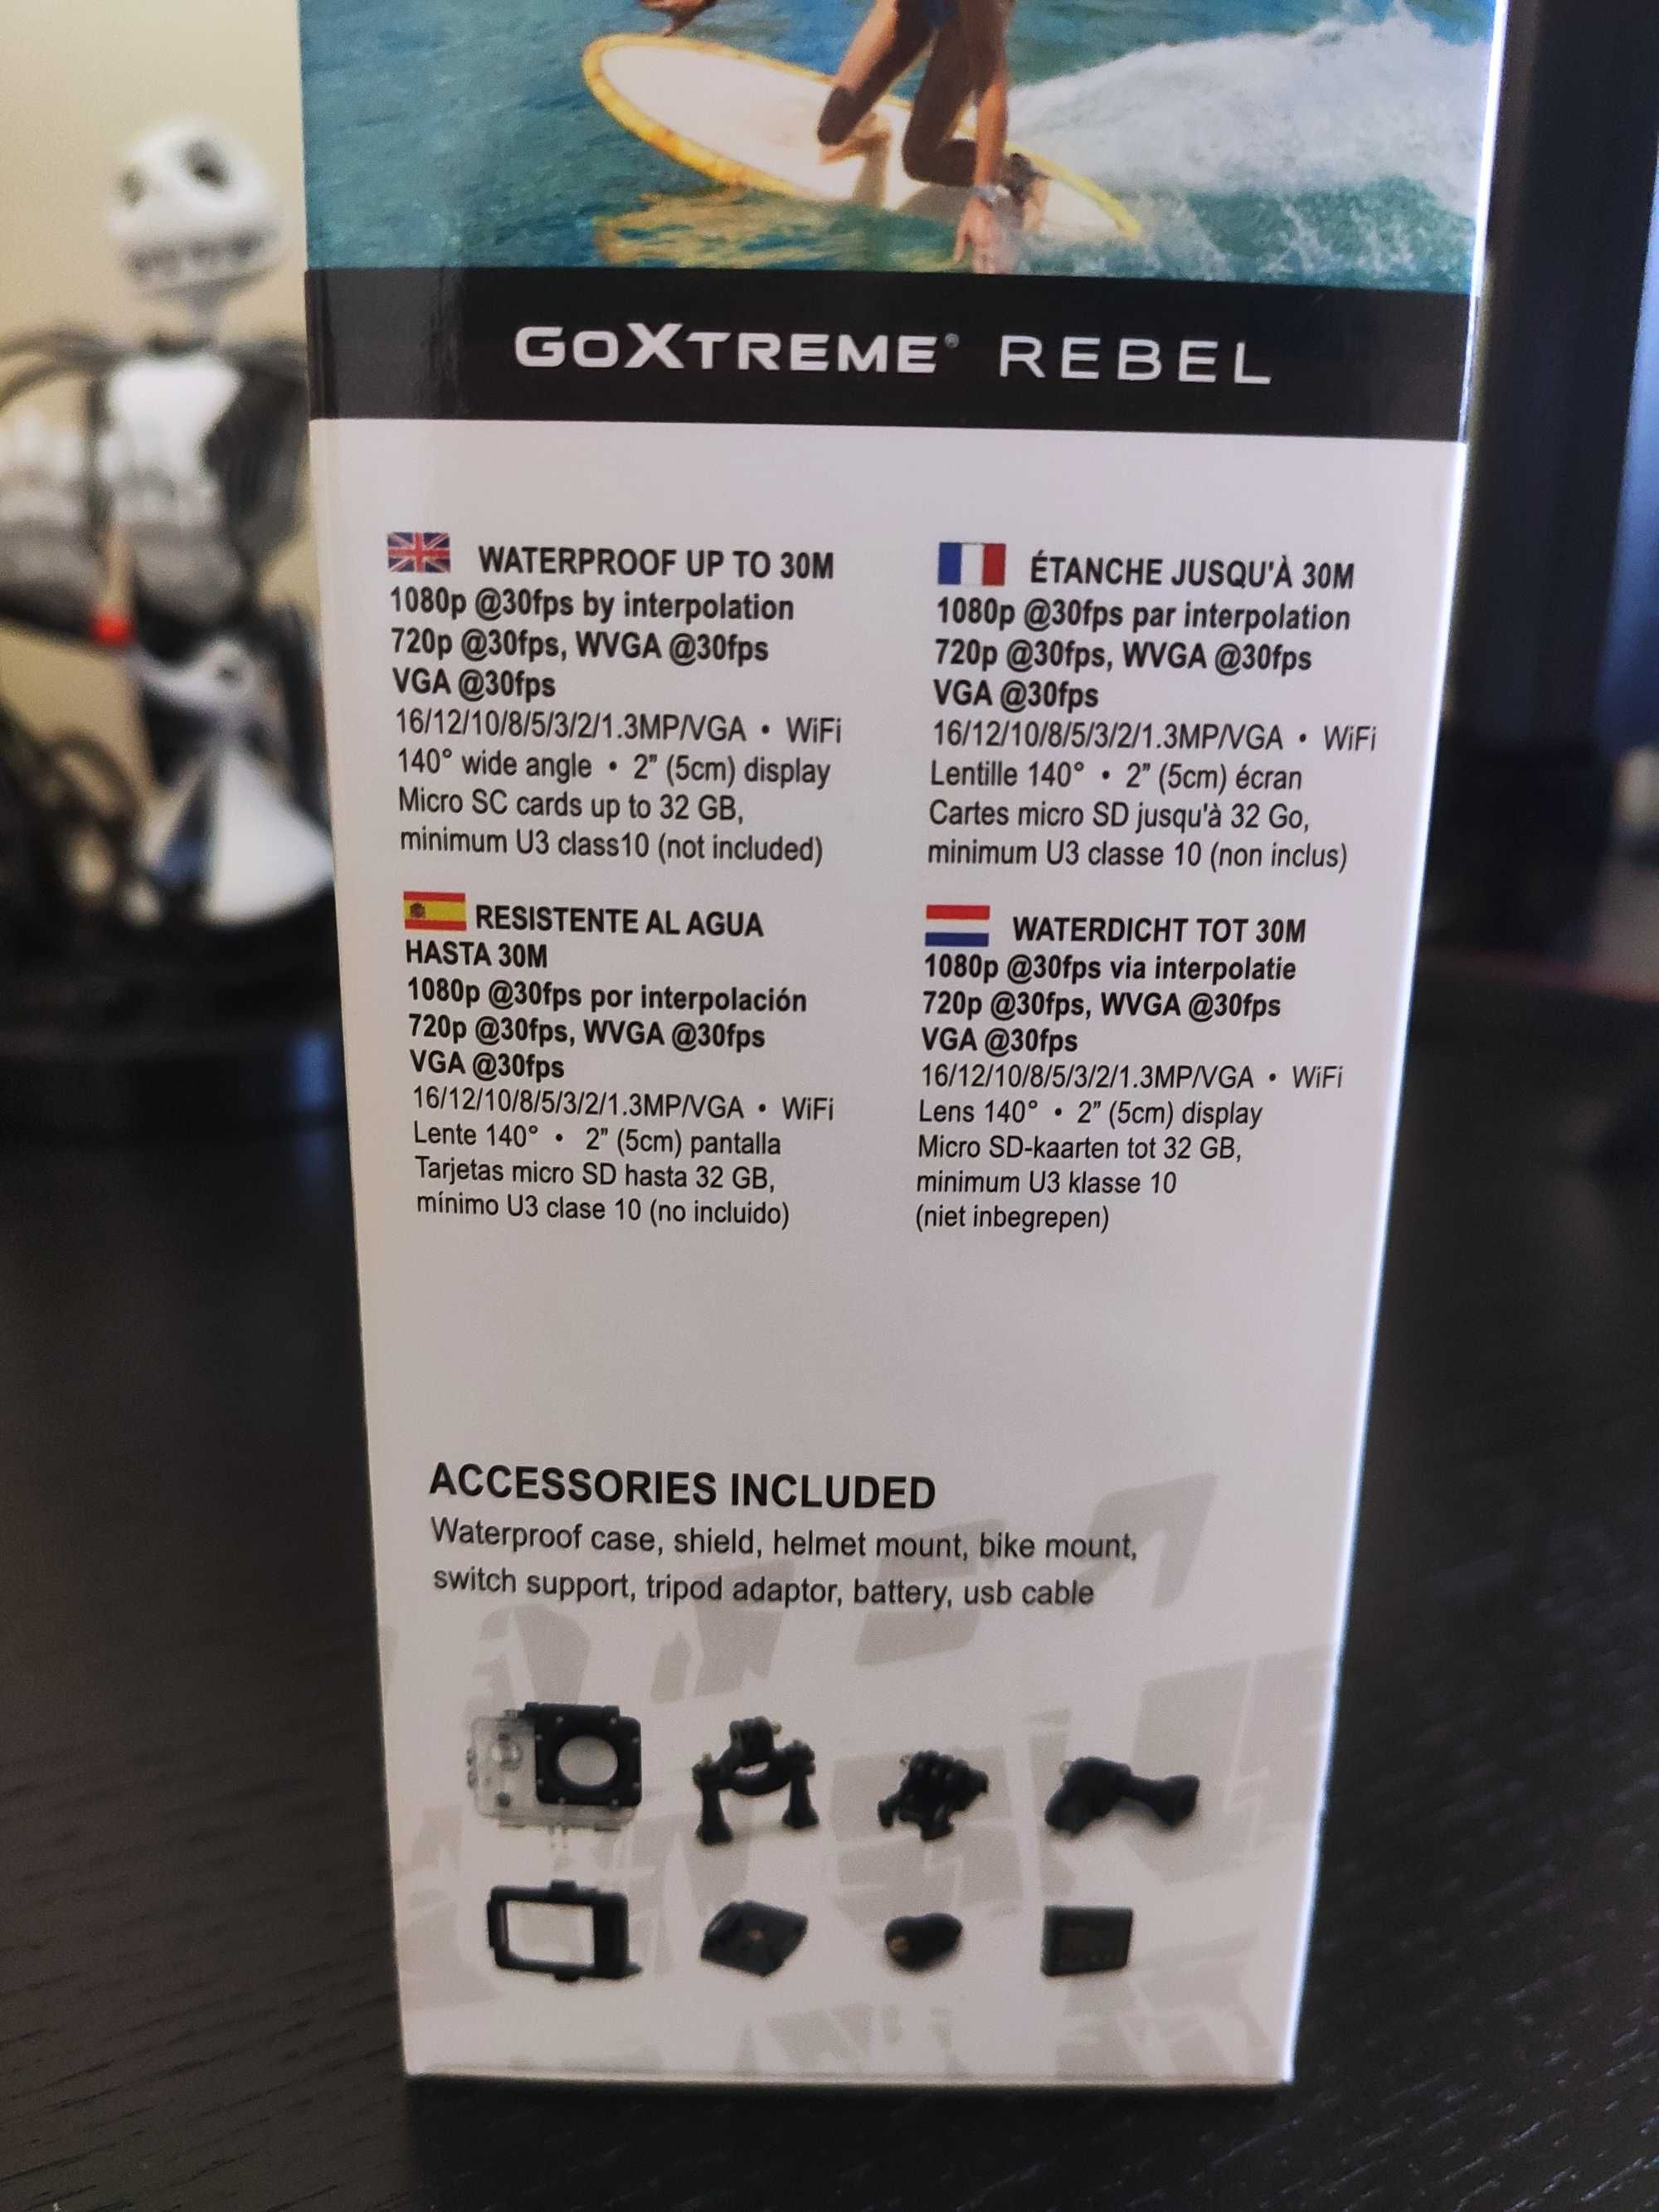 GOXTREME® REBEL
WATERPROOF UP TO 30M
1080p @30fps by interpolation
720p @30fps, WVGA @30fps
VGA @30fps
16/12/10/8/5/3/2/1.3MP/VGA • WiFi
140° wide angle • 2” (5cm) display
Micro SC cards up to 32 GB,
minimum U3 class10 (not included)
ÉTANCHE JUSQU'À 30M
1080p @30fps par interpolation
720p @30fps, WVGA @30fps
VGA @30fps
16/12/10/8/5/3/2/1.3MP/VGA • WiFi
Lentille 140° • 2” (5cm) écran
Cartes micro SD jusqu'à 32 Go,
minimum U3 classe 10 (non inclus)
RESISTENTE AL AGUA
HASTA 30M
1080p @30fps por interpolación
720p @30fps, WVGA @30fps
VGA @30fps
16/12/10/8/5/3/2/1.3MP/VGA • WiFi
Lente 140° • 2” (5cm) pantalla
Tarjetas micro SD hasta 32 GB,
mínimo U3 clase 10 (no incluido)
WATERDICHT TOT 30M
1080p @30fps via interpolatie
720p @30fps, WVGA @30fps
VGA @30fps
16/12/10/8/5/3/2/1.3MP/VGA • WiFi
Lens 140° • 2” (5cm) display
Micro SD-kaarten tot 32 GB,
minimum U3 klasse 10
(niet inbegrepen)
ACCESSORIES INCLUDED
Waterproof case, shield, helmet mount, bike mount,
switch support, tripod adaptor, battery, usb cable